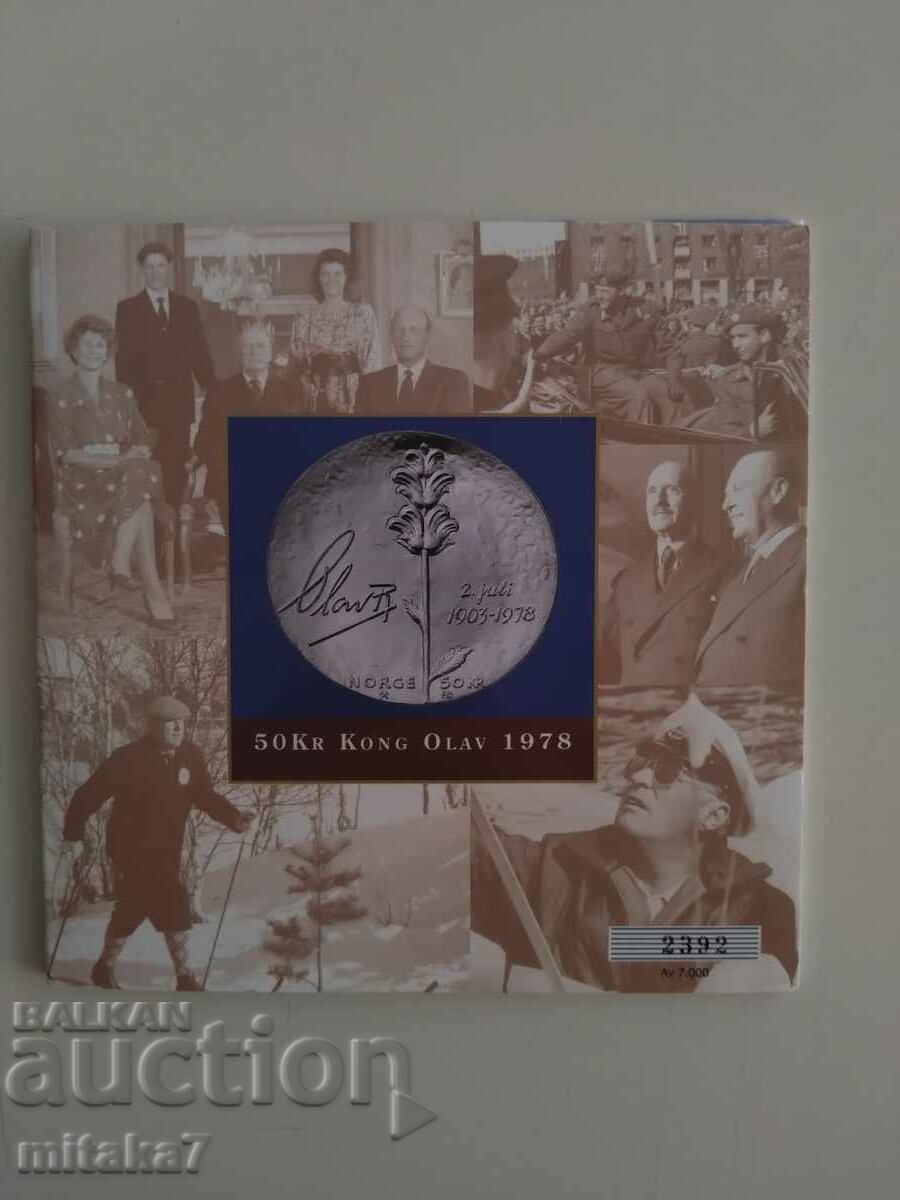 Olav R
2. juli
1903-1978
NORGE 50 KR
50KR KONG OLAV 1978
2392
Av 7.000
BALKAN
auction
mitaka7